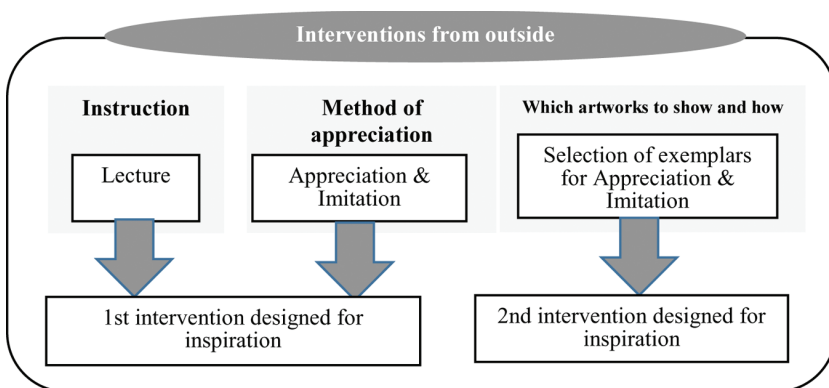 Interventions from outside
Instruction
Lecture
Method of
appreciation
Appreciation &
Imitation
Which artworks to show and how
Selection of exemplars
for Appreciation &
Imitation
1st intervention designed for
inspiration
2nd intervention designed for
inspiration